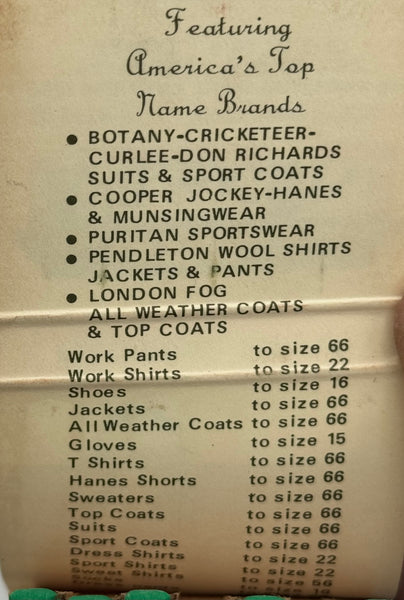 Featuring
America's Top
Name Brands
• BOTANY-CRICKETEER-
CURLEE-DON RICHARDS
SUITS & SPORT COATS
• COOPER JOCKEY-HANES
& MUNSINGWEAR
• PURITAN SPORTSWEAR
• PENDLETON WOOL SHIRTS
JACKETS & PANTS
• LONDON FOG
ALL WEATHER COATS
& TOP COATS
Work Pants to size 66
Work Shirts to size 22
Shoes to size 16
Jackets to size 66
All Weather Coats to size 66
Gloves to size 15
T Shirts to size 66
Hanes Shorts to size 66
Sweaters to size 66
Top Coats to size 66
Suits to size 66
Sport Coats to size 66
Dress Shirts to size 22
Sport Shirts to size 22
Sweat Shirts to size 56